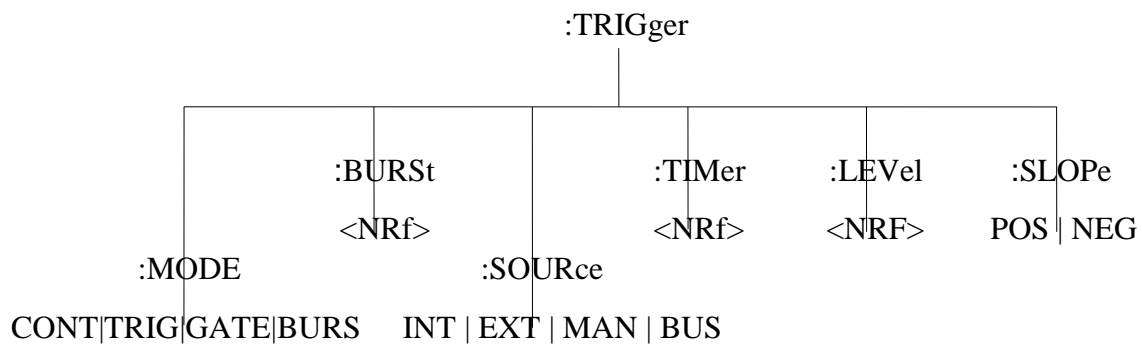 :TRIGger
:BURSt :TIMer :LEVel :SLOPe
<NRf> <NRf> <NRF> POS | NEG
:MODE :SOURce
CONT|TRIG|GATE|BURS INT | EXT | MAN | BUS